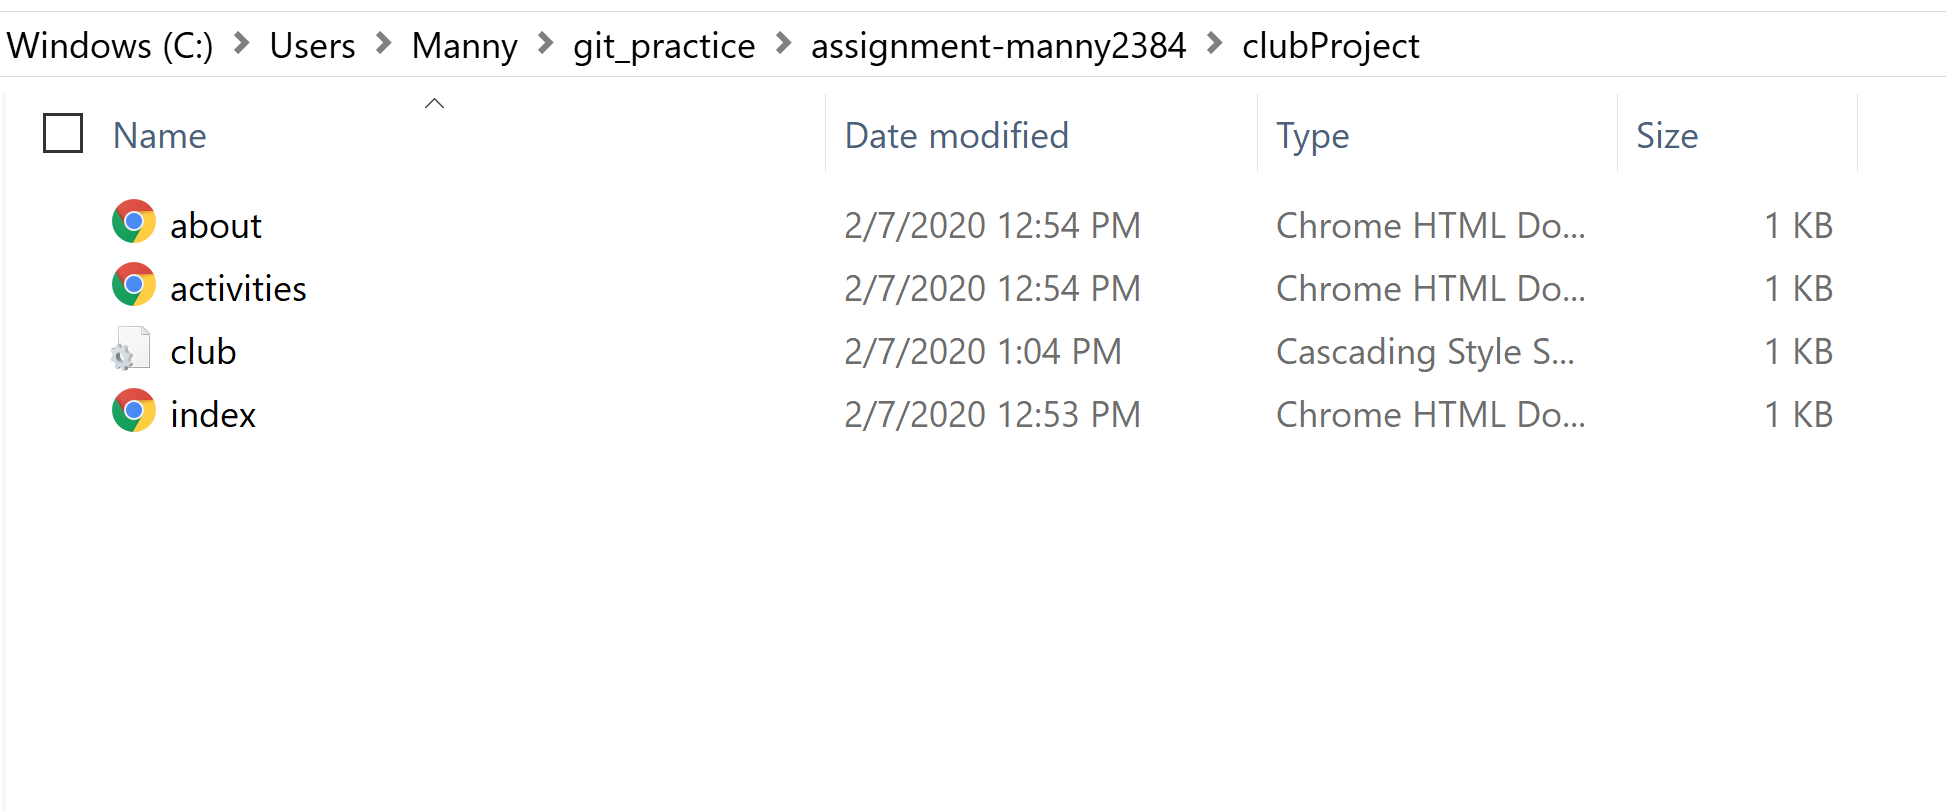 Windows (C:) Users Manny git_practice assignment-manny2384 clubProject
Name Date modified Type Size
about 2/7/2020 12:54 PM Chrome HTML Do... 1 KB
activities 2/7/2020 12:54 PM Chrome HTML Do... 1 KB
club 2/7/2020 1:04 PM Cascading Style S... 1 KB
index 2/7/2020 12:53 PM Chrome HTML Do... 1 KB